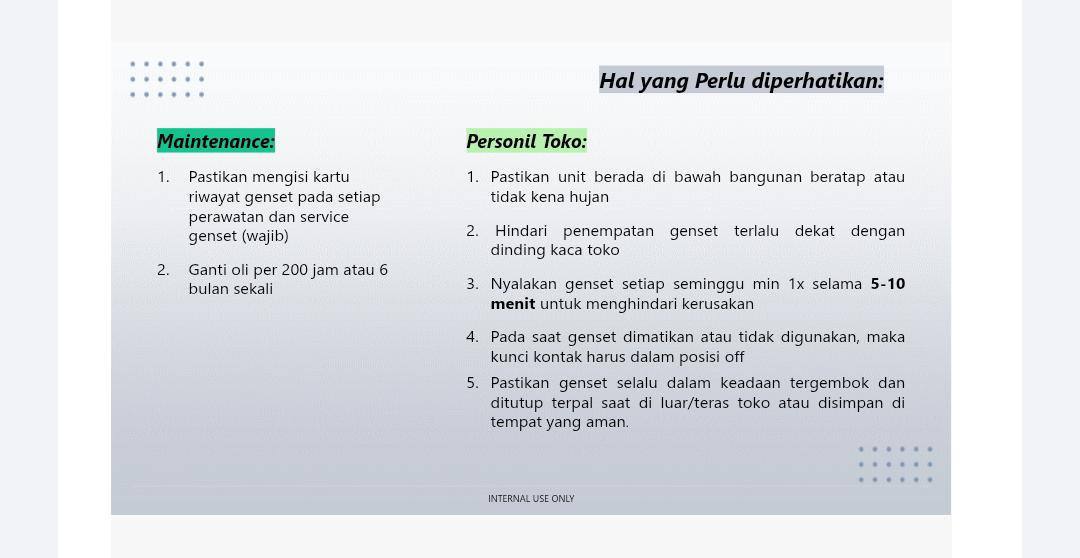 Hal yang Perlu diperhatikan:
Maintenance:
1. Pastikan mengisi kartu
riwayat genset pada setiap
perawatan dan service
genset (wajib)
2. Ganti oli per 200 jam atau 6
bulan sekali
Personil Toko:
1. Pastikan unit berada di bawah bangunan beratap atau
tidak kena hujan
2. Hindari penempatan genset terlalu dekat dengan
dinding kaca toko
3. Nyalakan genset setiap seminggu min 1x selama 5-10
menit untuk menghindari kerusakan
4. Pada saat genset dimatikan atau tidak digunakan, maka
kunci kontak harus dalam posisi off
5. Pastikan genset selalu dalam keadaan tergembok dan
ditutup terpal saat di luar/teras toko atau disimpan di
tempat yang aman.
INTERNAL USE ONLY